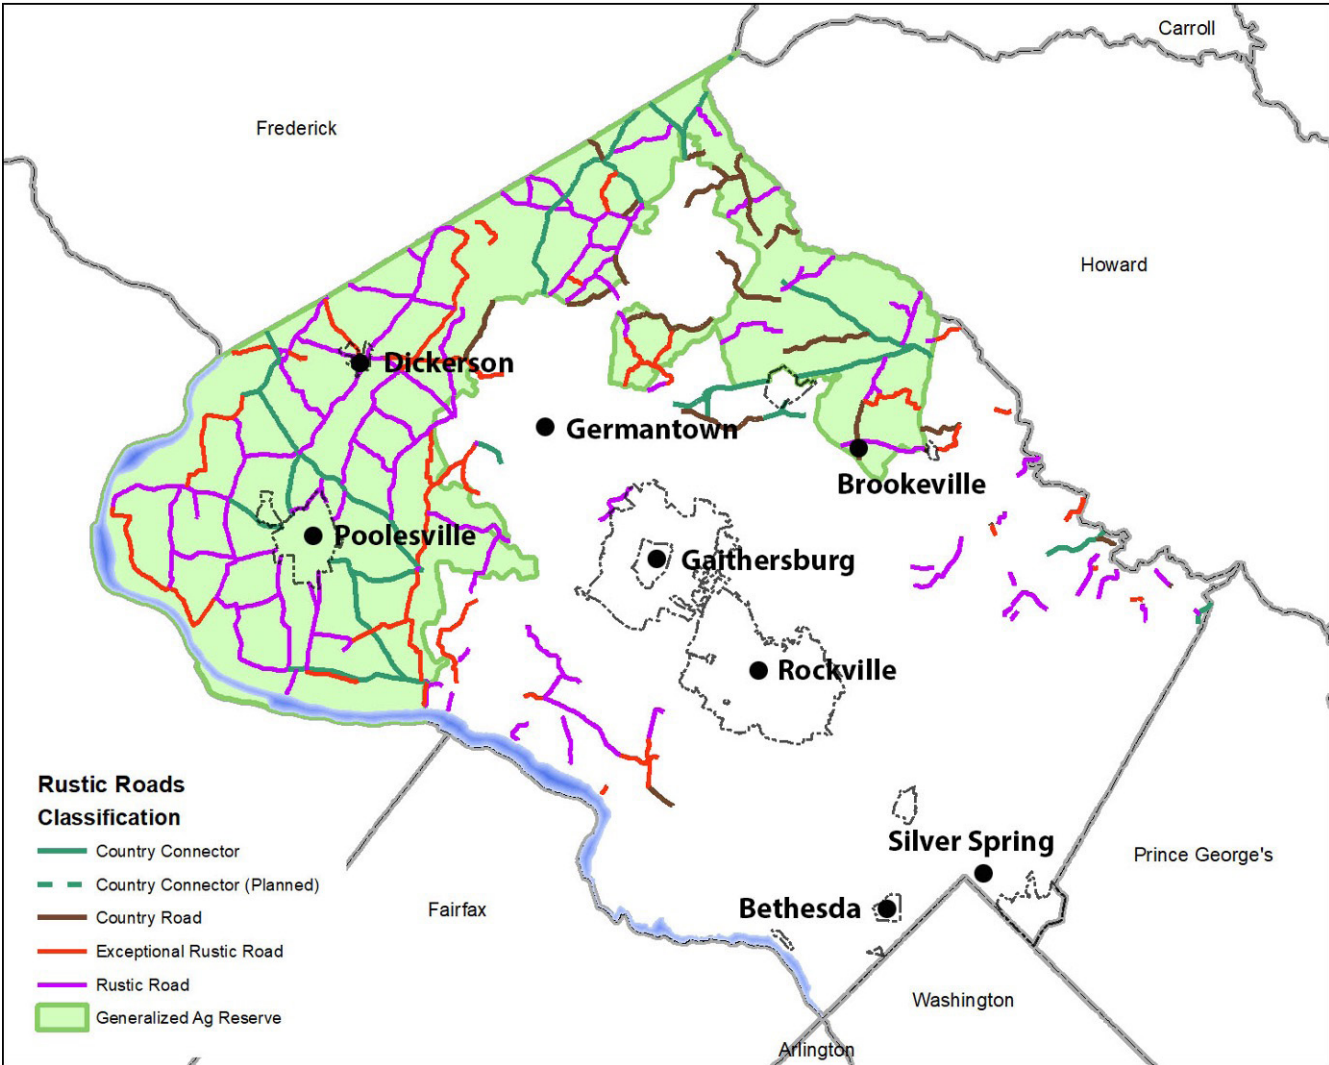 Carroll
Frederick
Howard
Dickerson
Germantown
Brookeville
Poolesville
Gaithersburg
Rockville
Rustic Roads
Classification
Country Connector
Country Connector (Planned)
Country Road
Exceptional Rustic Road
Rustic Road
Generalized Ag Reserve
Silver Spring
Prince George's
Fairfax
Bethesda
Washington
Arlington